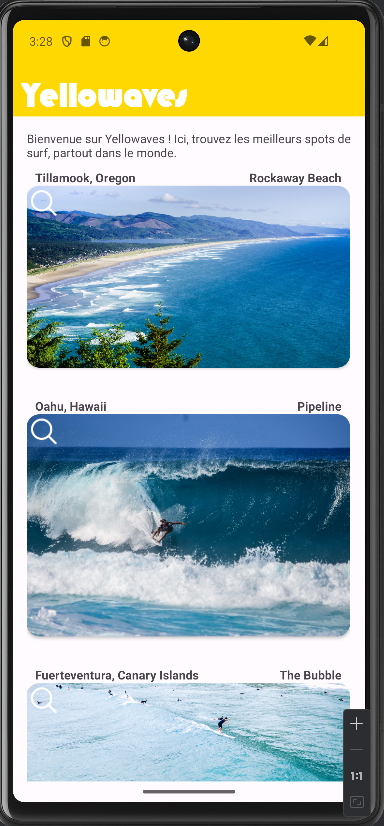 3:28
Yellowaves
Bienvenue sur Yellowaves ! Ici, trouvez les meilleurs spots de
surf, partout dans le monde.
Tillamook, Oregon Rockaway Beach
Oahu, Hawaii Pipeline
Fuerteventura, Canary Islands The Bubble
1:1